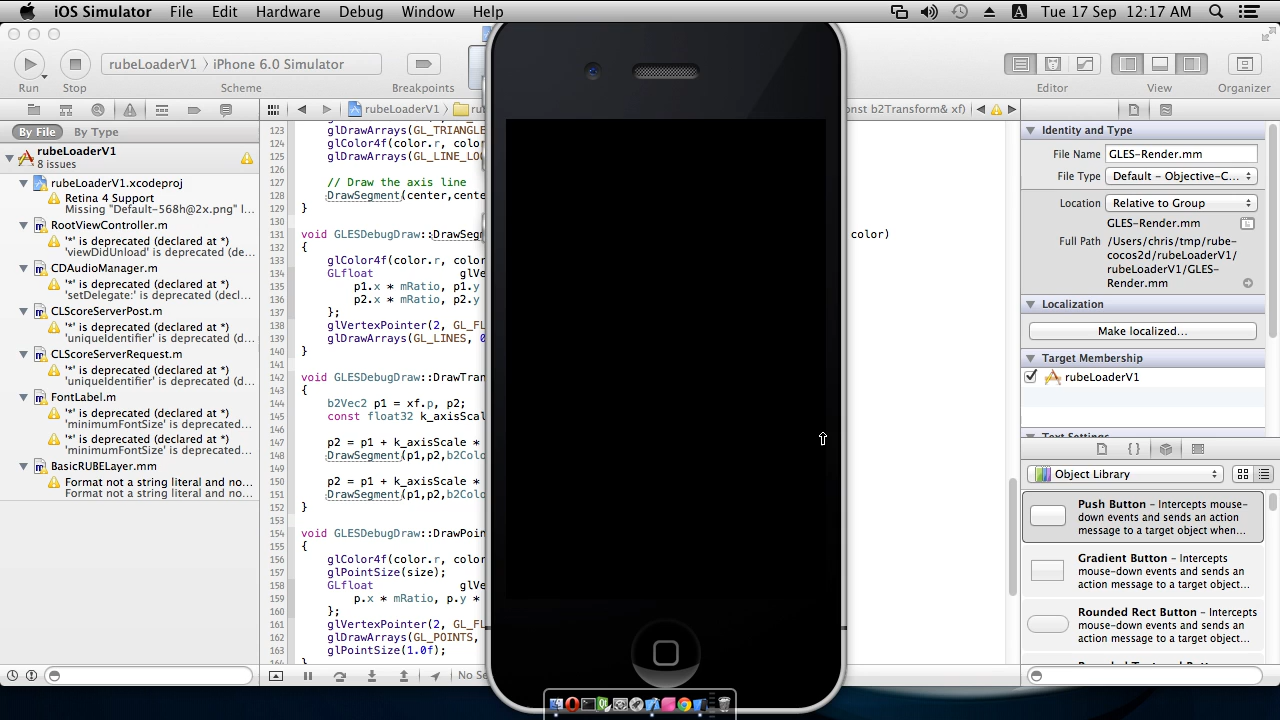 iOS Simulator File Edit Hardware Debug Window Help A Tue 17 Sep 12:17 AM
rubeLoaderV1 iPhone 6.0 Simulator
Run Stop Scheme Breakpoints Editor View Organizer
rubeLoaderV1 onst b2Transform& xf)
By File By Type
rubeLoaderV1
8 issues
rubeLoaderV1.xcodeproj
Retina 4 Support
Missing "Default-568h@2x.png" l...
RootViewController.m
'*' is deprecated (declared at *)
'viewDidUnload' is deprecated (de...
CDAudioManager.m
'*' is deprecated (declared at *)
'setDelegate:' is deprecated (decl...
CLScoreServerPost.m
'*' is deprecated (declared at *)
'uniqueIdentifier' is deprecated (d...
CLScoreServerRequest.m
'*' is deprecated (declared at *)
'uniqueIdentifier' is deprecated (d...
FontLabel.m
'*' is deprecated (declared at *)
'minimumFontSize' is deprecated...
'*' is deprecated (declared at *)
'minimumFontSize' is deprecated...
BasicRUBELayer.mm
Format not a string literal and no...
Format not a string literal and no...
123 glDrawArrays(GL_TRIANGLE
124 glColor4f(color.r, color
125 glDrawArrays(GL_LINE_LO
126
127 // Draw the axis line
128 DrawSegment(center,cente
129 }
130
131 void GLESDebugDraw::DrawSegm color)
132 {
133 glColor4f(color.r, color
134 GLfloat glVe
135 p1.x * mRatio, p1.y
136 p2.x * mRatio, p2.y
137 };
138 glVertexPointer(2, GL_FL
139 glDrawArrays(GL_LINES, 0
140 }
141
142 void GLESDebugDraw::DrawTran
143 {
144 b2Vec2 p1 = xf.p, p2;
145 const float32 k_axisScale
146
147 p2 = p1 + k_axisScale *
148 DrawSegment(p1,p2,b2Colo
149
150 p2 = p1 + k_axisScale *
151 DrawSegment(p1,p2,b2Colo
152 }
153
154 void GLESDebugDraw::DrawPoin
155 {
156 glColor4f(color.r, color
157 glPointSize(size);
158 GLfloat glVe
159 p.x * mRatio, p.y *
160 };
161 glVertexPointer(2, GL_FL
162 glDrawArrays(GL_POINTS,
163 glPointSize(1.0f);
No Se
Identity and Type
File Name GLES-Render.mm
File Type Default - Objective-C...
Location Relative to Group
GLES-Render.mm
Full Path /Users/chris/tmp/rube-
cocos2d/rubeLoaderV1/
rubeLoaderV1/GLES-
Render.mm
Localization
Make localized...
Target Membership
rubeLoaderV1
Object Library
Push Button – Intercepts mouse-
down events and sends an action
message to a target object when...
Gradient Button – Intercepts
mouse-down events and sends an
action message to a target object...
Rounded Rect Button – Intercepts
mouse-down events and sends an
action message to a target object...